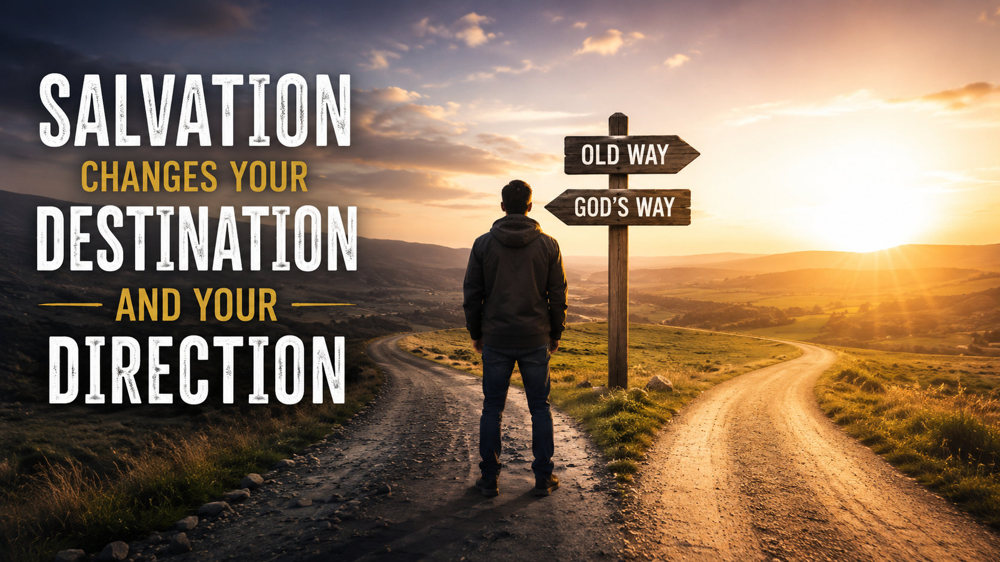 SALVATION
CHANGES YOUR
DESTINATION
AND YOUR
DIRECTION
OLD WAY
GOD'S WAY